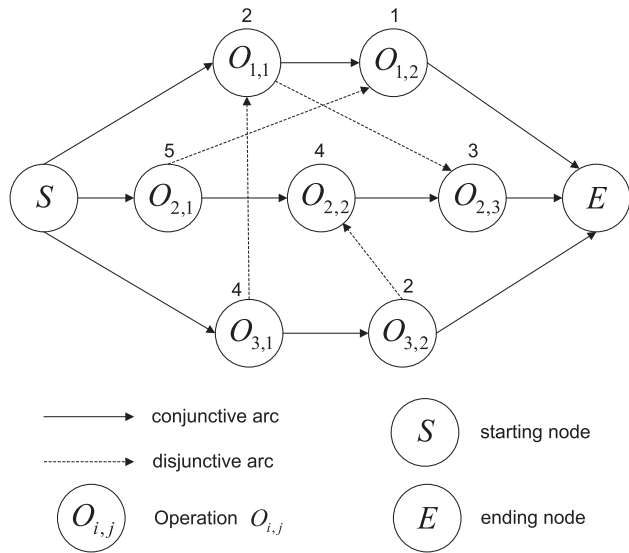 2 1
O1,1 O1,2
5 4 3
S O2,1 O2,2 O2,3 E
4 2
O3,1 O3,2
conjunctive arc
S starting node
disjunctive arc
Oi,j Operation Oi,j
E ending node